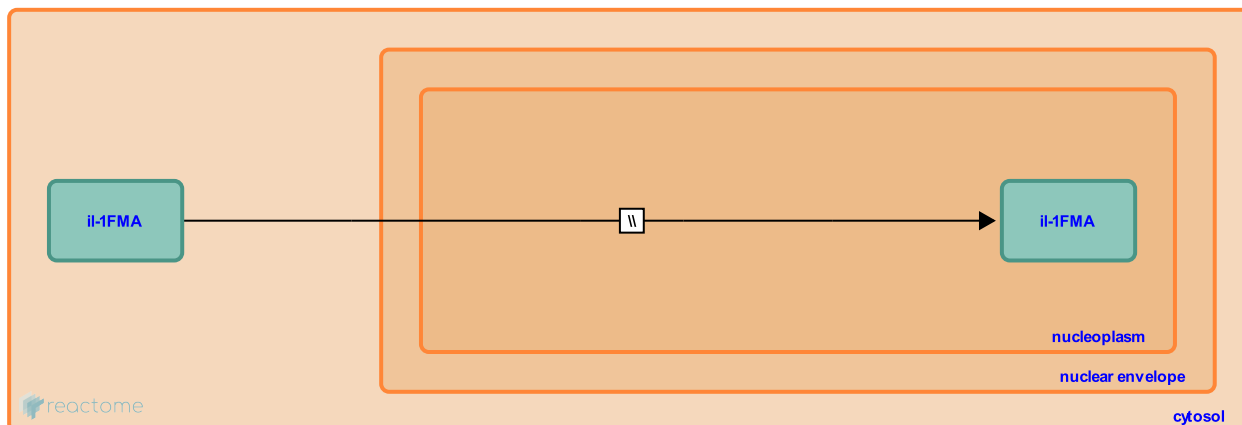 il-1FMA
\\
il-1FMA
nucleoplasm
nuclear envelope
reactome
cytosol